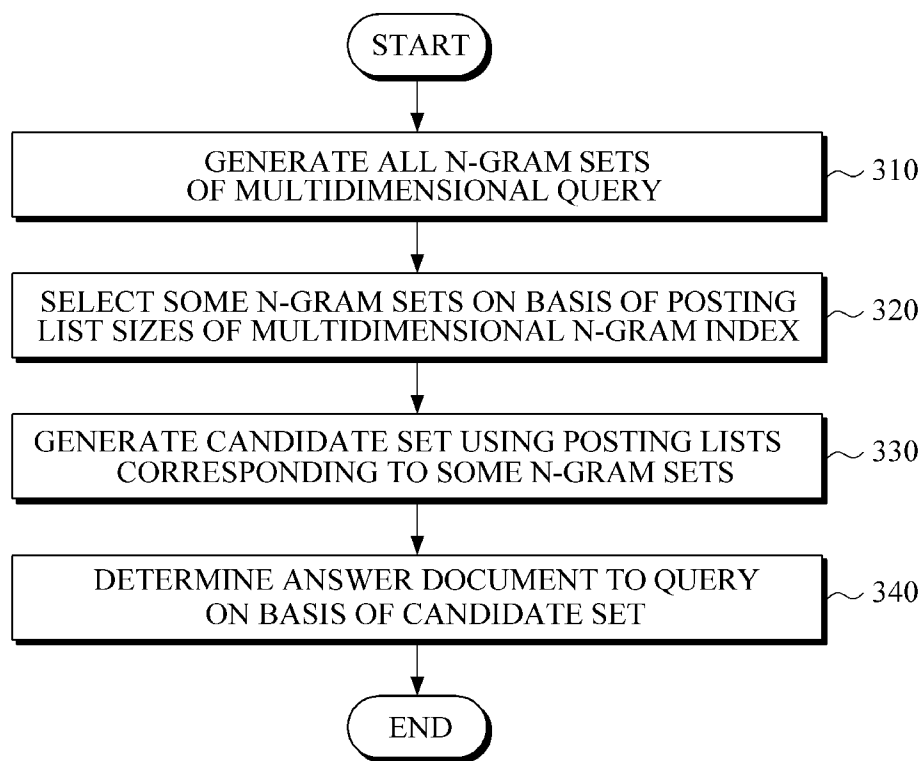 START
GENERATE ALL N-GRAM SETS
OF MULTIDIMENSIONAL QUERY
310
SELECT SOME N-GRAM SETS ON BASIS OF POSTING
LIST SIZES OF MULTIDIMENSIONAL N-GRAM INDEX
320
GENERATE CANDIDATE SET USING POSTING LISTS
CORRESPONDING TO SOME N-GRAM SETS
330
DETERMINE ANSWER DOCUMENT TO QUERY
ON BASIS OF CANDIDATE SET
340
END